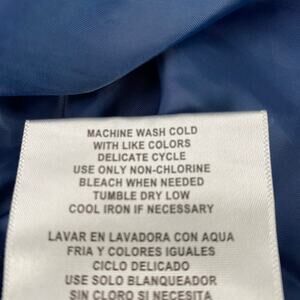 MACHINE WASH COLD
WITH LIKE COLORS
DELICATE CYCLE
USE ONLY NON-CHLORINE
BLEACH WHEN NEEDED
TUMBLE DRY LOW
COOL IRON IF NECESSARY
LAVAR EN LAVADORA CON AQUA
FRIA Y COLORES IGUALES
CICLO DELICADO
USE SOLO BLANQUEADOR
SIN CLORO SI NECESITA